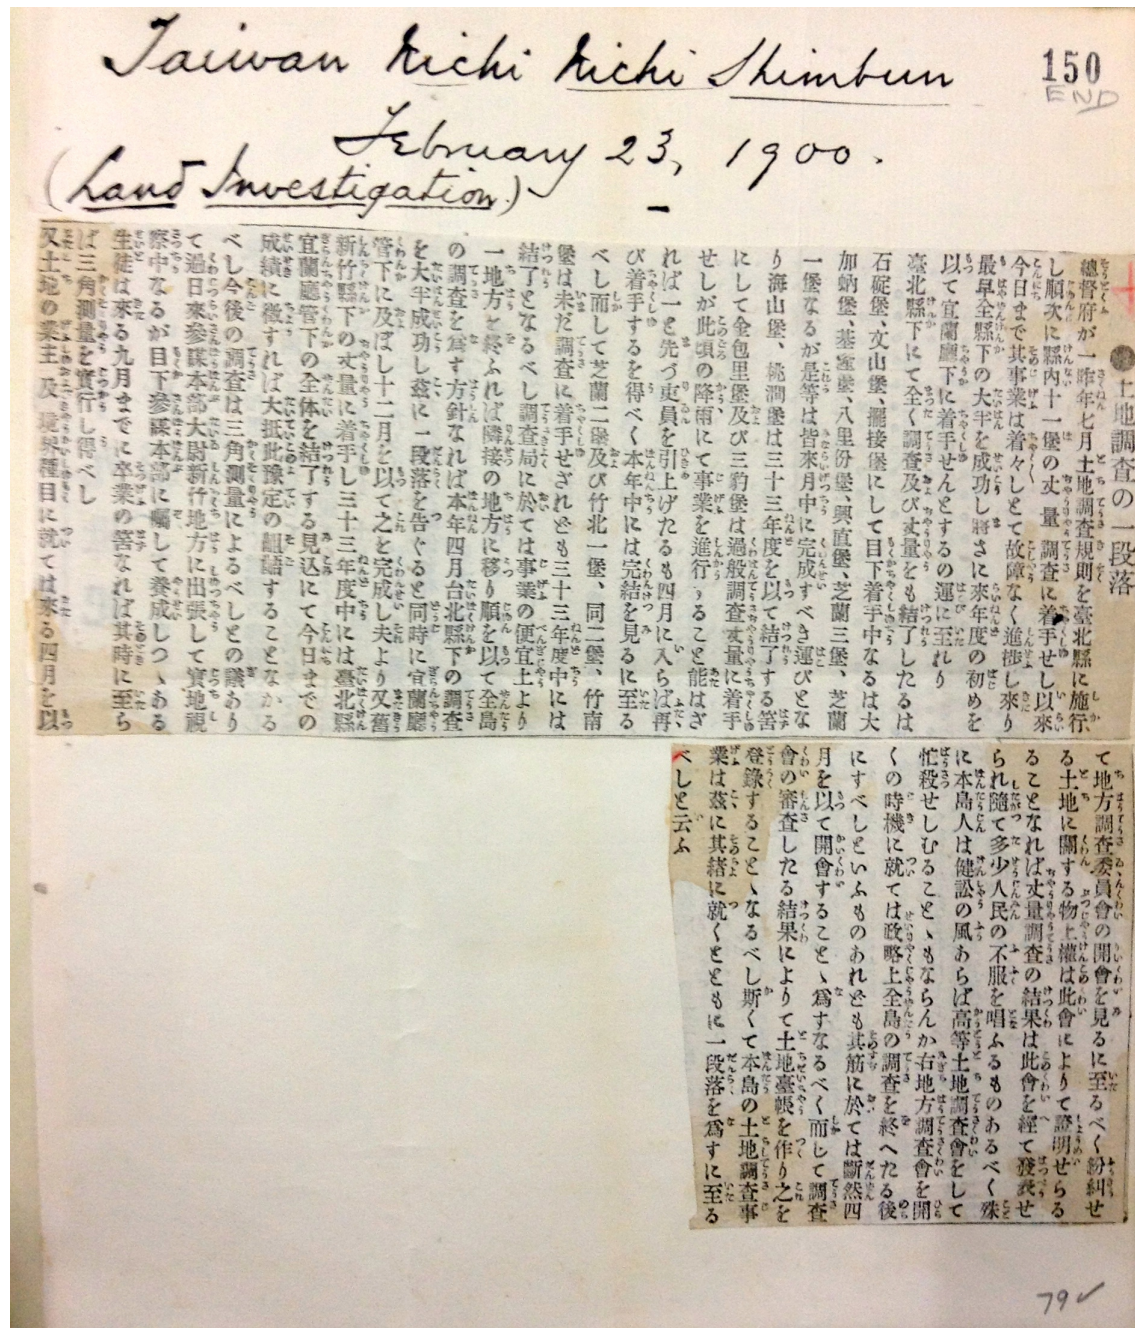 Taiwan Nichi Nichi Shimbun
150
END
February 23, 1900.
(Land Investigation)
●土地調査の一段落
總督府が一昨年七月土地調査規則を臺北縣に施行
し順次に縣内十一堡の丈量調査に着手せし以來
今日まで其事業は着々しとて故障なく進捗し來り
最早全縣下の大半を成功し將さに來年度の初めを
以て宜蘭廳下に着手せんとするの運に至れり
臺北縣下にて全く調査及び丈量をも結了したるは
石碇堡、文山堡、擺接堡にして目下着手中なるは大
加蚋堡、基隆堡、八里份堡、興直堡、芝蘭三堡、芝蘭
一堡なるが是等は皆來月中に完成すべき運びとな
り海山堡、桃澗堡は三十三年度を以て結了する筈
にして金包里堡及び三貂堡は過般調査丈量に着手
せしが此頃の降雨にて事業を進行することは能はざ
れば一と先づ吏員を引上げたるも四月に入らば再
び着手するを得べく本年中には完結を見るに至る
べし而して芝蘭二堡及び竹北一堡、同二堡、竹南
堡は未だ調査に着手せざれども三十三年度中には
結了となるべし調査局に於ては事業の便宜上より
一地方を終ふれば隣接の地方に移り順を以て全島
の調査を為す方針なれば本年四月台北縣下の調査
を大半成功し茲に一段落を告ぐると同時に宜蘭廳
管下に及ぼし十二月を以て之を完成し夫より又舊
新竹縣下の丈量に着手し三十三年度中には臺北縣
宜蘭廳管下の全体を結了する見込にて今日までの
成績に徴すれば大抵此豫定の齟齬することなかる
べし今後の調査は三角測量によるべしとの議あり
て過日來參謀本部大尉新竹地方に出張して實地視
察中なるが目下參謀本部に囑して養成しつゝある
生徒は來る九月までに卒業の筈なれば其時に至ら
ば三角測量を實行し得べし
又土地の業主及境界種目に就ては來る四月を以
て地方調査委員會の開會を見るに至るべく紛糾せ
る土地に關する物上權は此會によりて證明せらる
ることなれば丈量調査の結果は此會を經て發表せ
られ隨て多少人民の不服を唱ふるものあるべく殊
に本島人は健訟の風あらば高等土地調査會をして
忙殺せしむることゝもならんか右地方調査會を開
くの時機に就ては政略上全島の調査を終へたる後
にすべしといふものあれども其筋に於ては斷然四
月を以て開會することゝ為すなるべく而して調査
會の審査したる結果によりて土地臺帳を作り之を
登錄することゝなるべし斯くて本島の土地調査事
業は茲に其緒に就くとともに一段落を為すに至る
べしと云ふ
79